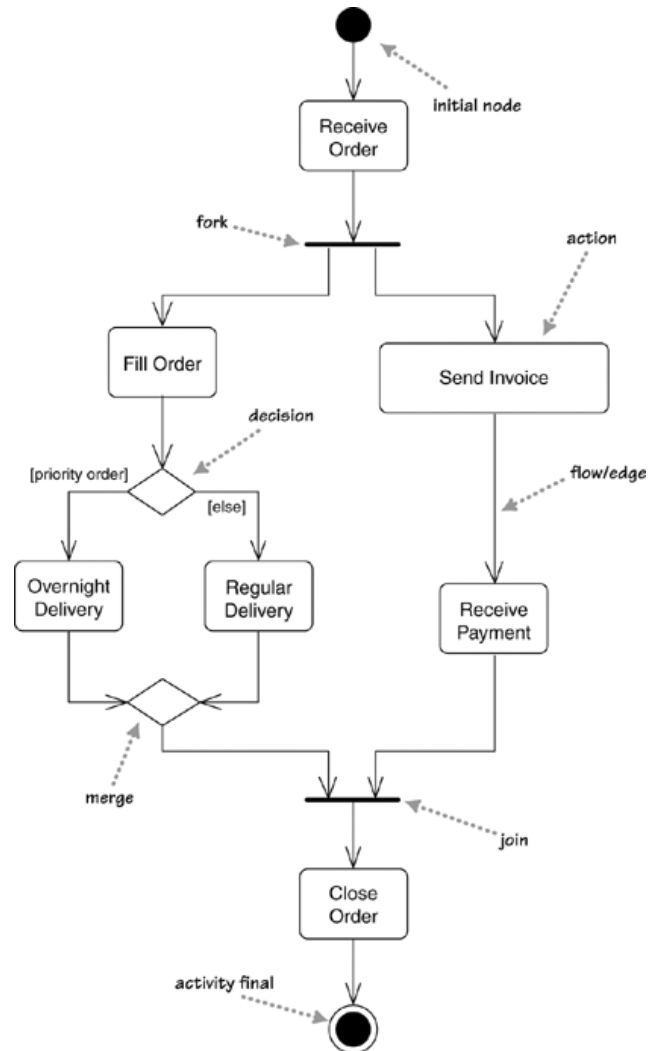 initial node
Receive
Order
fork
action
Fill Order
Send Invoice
decision
[priority order]
[else]
flow/edge
Overnight
Delivery
Regular
Delivery
Receive
Payment
merge
join
Close
Order
activity final